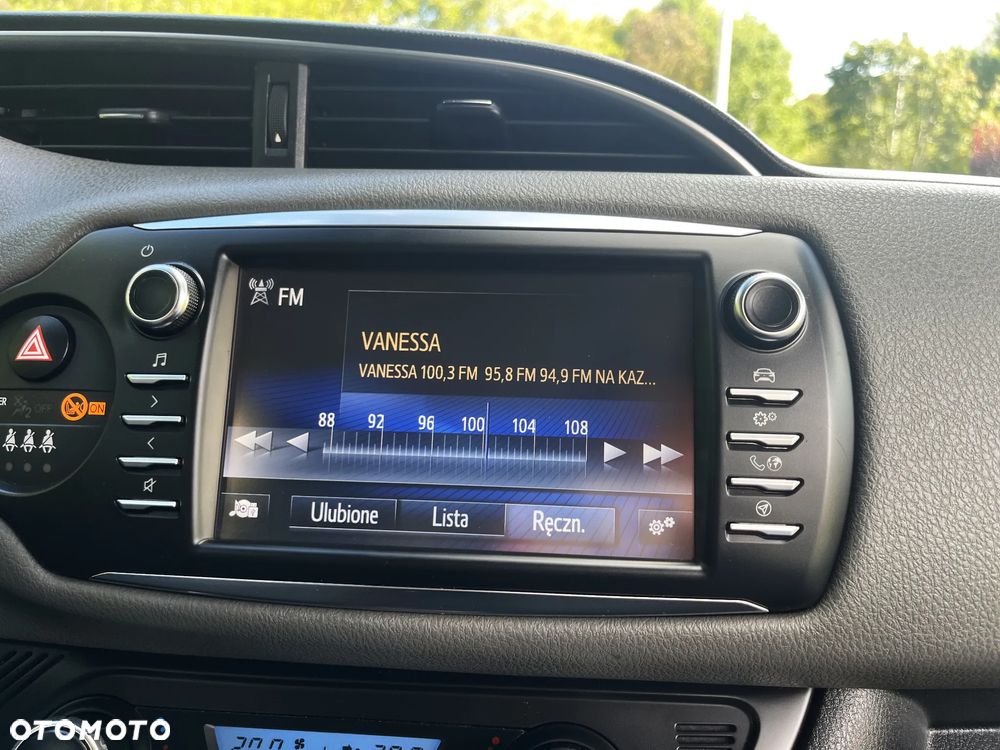 FM
VANESSA
VANESSA 100,3 FM 95,8 FM 94,9 FM NA KAZ...
88 92 96 100 104 108
OFF
ON
Ulubione Lista Ręczn.
OTOMOTO